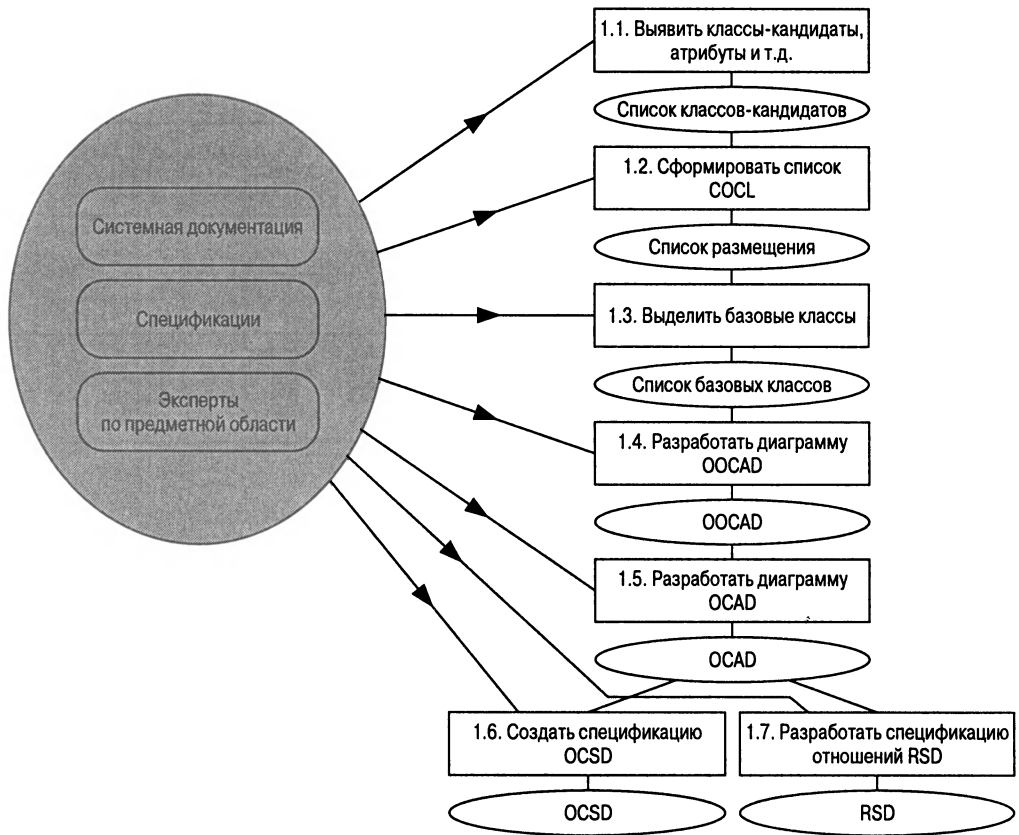 1.1. Выявить классы-кандидаты,
атрибуты и т.д.
Список классов-кандидатов
1.2. Сформировать список
COCL
Список размещения
1.3. Выделить базовые классы
Список базовых классов
1.4. Разработать диаграмму
OOCAD
OOCAD
1.5. Разработать диаграмму
OCAD
OCAD
1.6. Создать спецификацию
OCSD
OCSD
1.7. Разработать спецификацию
отношений RSD
RSD
Системная документация
Спецификации
Эксперты
по предметной области